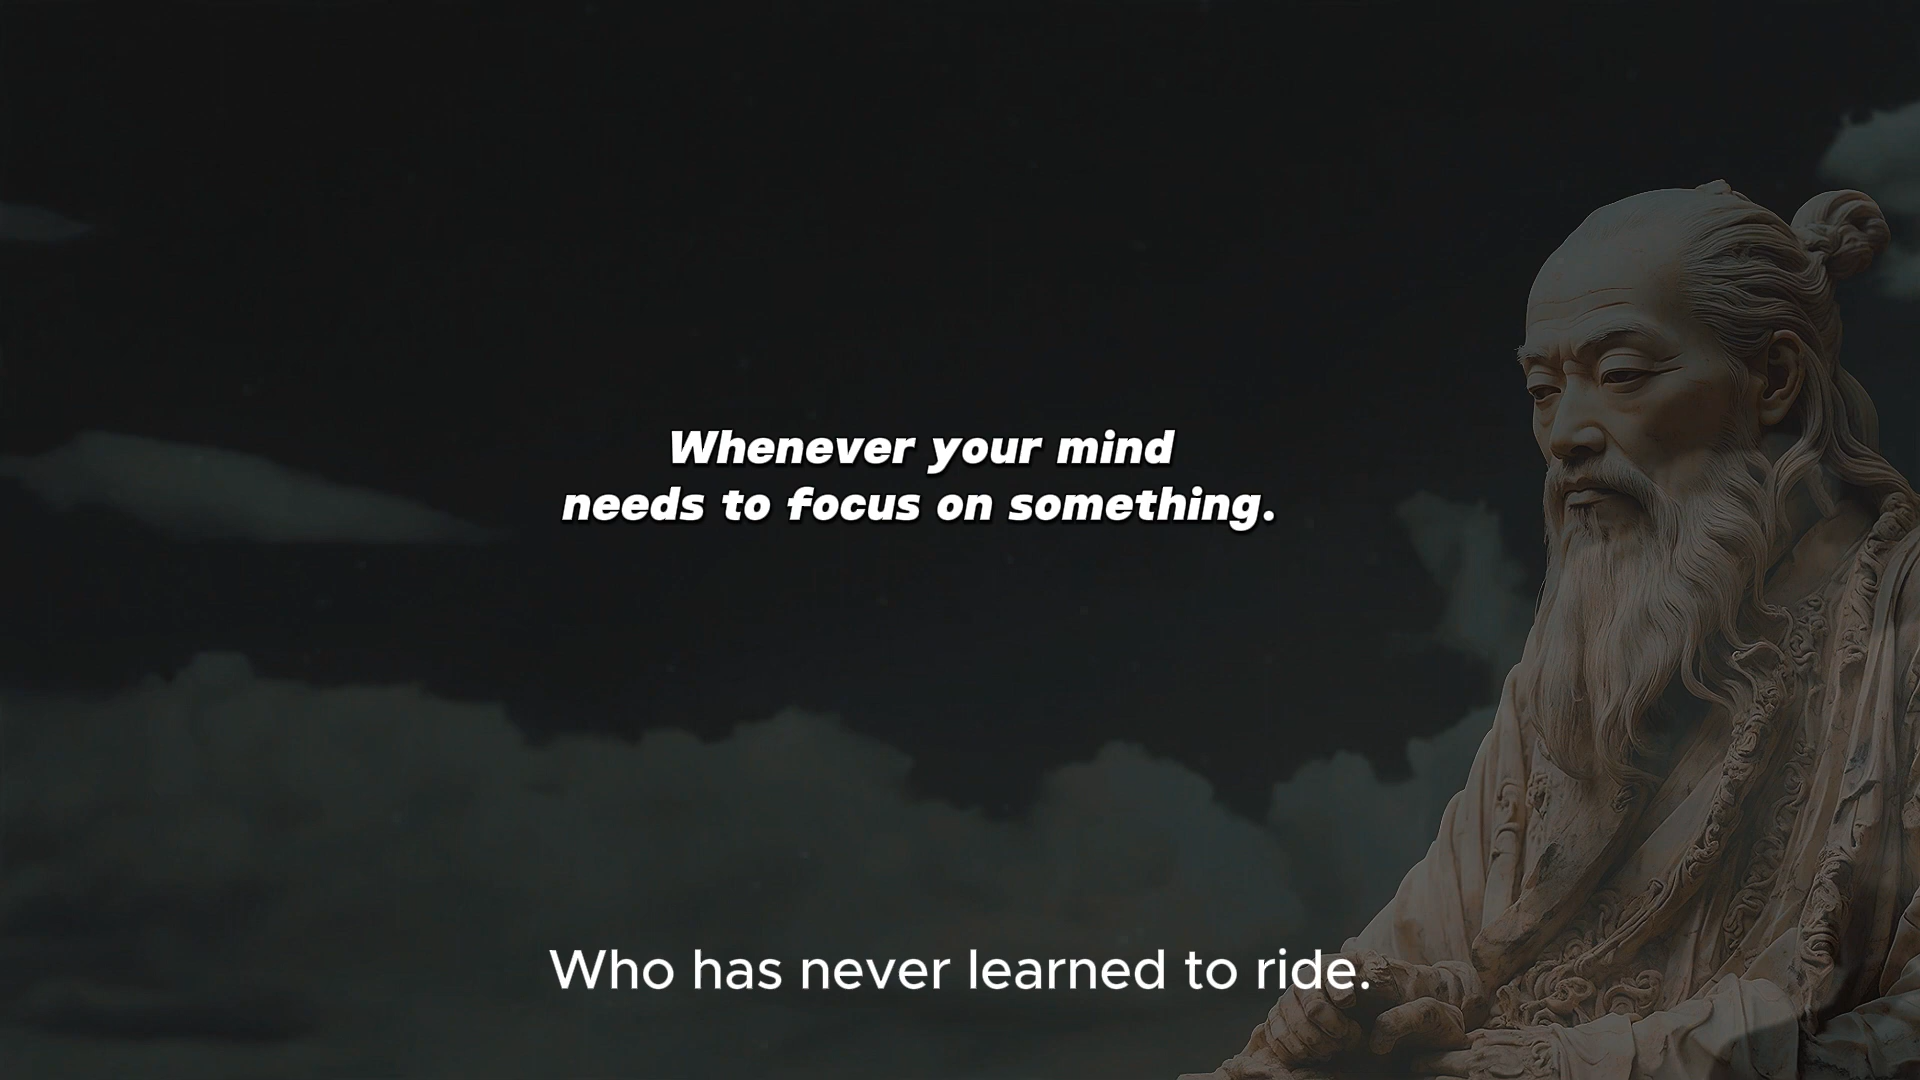 Whenever your mind
needs to focus on something.
Who has never learned to ride.